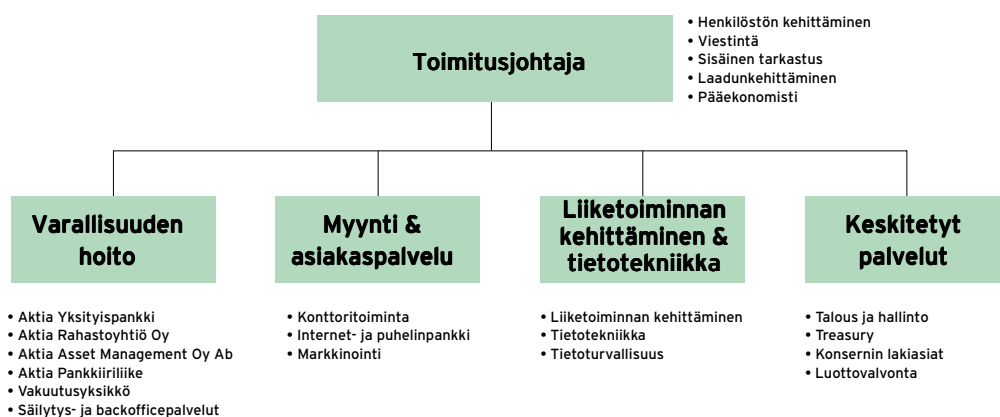 Toimitusjohtaja
• Henkilöstön kehittäminen
• Viestintä
• Sisäinen tarkastus
• Laadunkehittäminen
• Pääekonomisti
Varallisuuden
hoito
• Aktia Yksityispankki
• Aktia Rahastoyhtiö Oy
• Aktia Asset Management Oy Ab
• Aktia Pankkiiriliike
• Vakuutusyksikkö
• Säilytys- ja backofficepalvelut
Myynti &
asiakaspalvelu
• Konttoritoiminta
• Internet- ja puhelinpankki
• Markkinointi
Liiketoiminnan
kehittäminen &
tietotekniikka
• Liiketoiminnan kehittäminen
• Tietotekniikka
• Tietoturvallisuus
Keskitetyt
palvelut
• Talous ja hallinto
• Treasury
• Konsernin lakiasiat
• Luottovalvonta